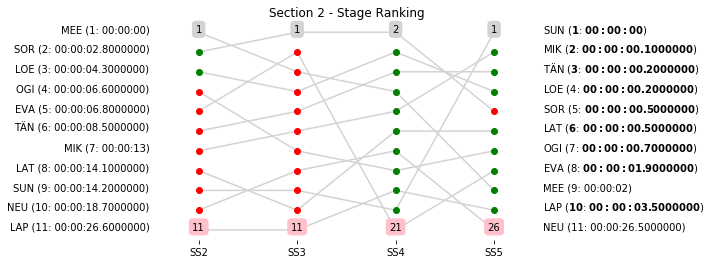 Section 2 - Stage Ranking
MEE (1: 00:00:00) 1 1 2 1 SUN (1: 00:00:00)
SOR (2: 00:00:02.8000000) MIK (2: 00:00:00.1000000)
LOE (3: 00:00:04.3000000) TÄN (3: 00:00:00.2000000)
OGI (4: 00:00:06.6000000) LOE (4: 00:00:00.2000000)
EVA (5: 00:00:06.8000000) SOR (5: 00:00:00.5000000)
TÄN (6: 00:00:08.5000000) LAT (6: 00:00:00.5000000)
MIK (7: 00:00:13) OGI (7: 00:00:00.7000000)
LAT (8: 00:00:14.1000000) EVA (8: 00:00:01.9000000)
SUN (9: 00:00:14.2000000) MEE (9: 00:00:02)
NEU (10: 00:00:18.7000000) LAP (10: 00:00:03.5000000)
LAP (11: 00:00:26.6000000) 11 11 21 26 NEU (11: 00:00:26.5000000)
SS2 SS3 SS4 SS5